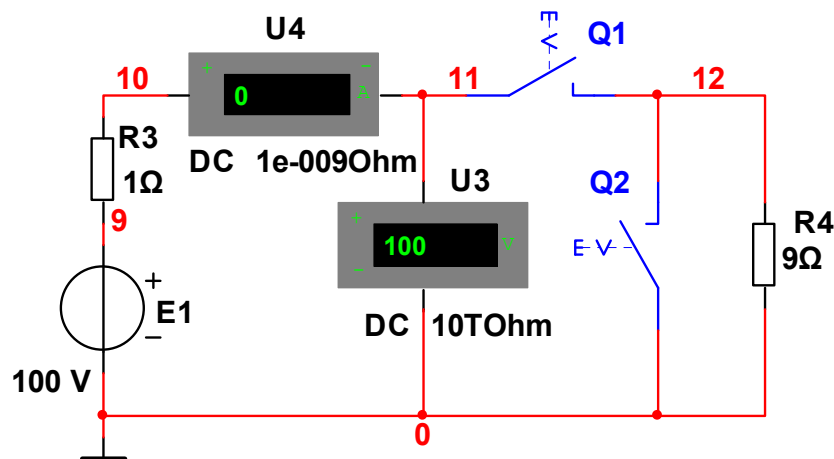 U4
E
V
Q1
10
+
−
0
A
11
12
R3
1Ω
DC 1e-009Ohm
U3
Q2
9
+
100
V
−
E V
R4
9Ω
+
E1
−
DC 10TOhm
100 V
0